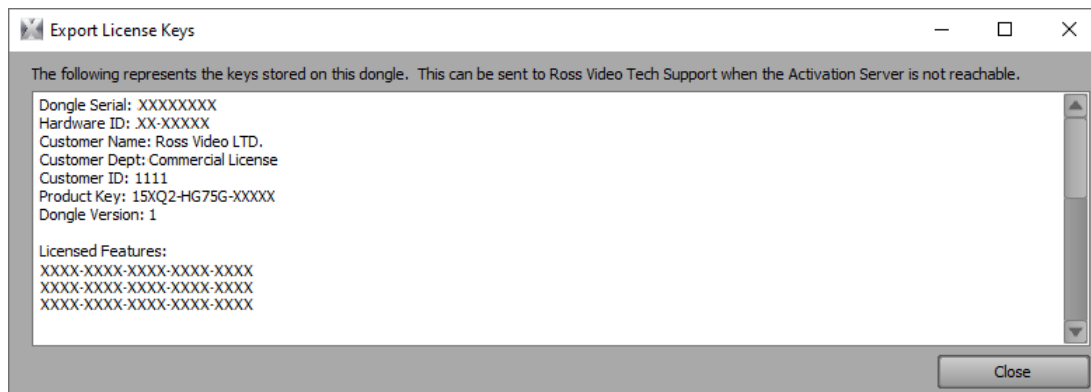 Export License Keys
The following represents the keys stored on this dongle. This can be sent to Ross Video Tech Support when the Activation Server is not reachable.
Dongle Serial: .XXXXXXXX
Hardware ID: .XX-XXXXX
Customer Name: Ross Video LTD.
Customer Dept: Commercial License
Customer ID: 1111
Product Key: 15XQ2-HG75G-XXXXX
Dongle Version: 1
Licensed Features:
XXXX-XXXX-XXXX-XXXX-XXXX
XXXX-XXXX-XXXX-XXXX-XXXX
XXXX-XXXX-XXXX-XXXX-XXXX
Close